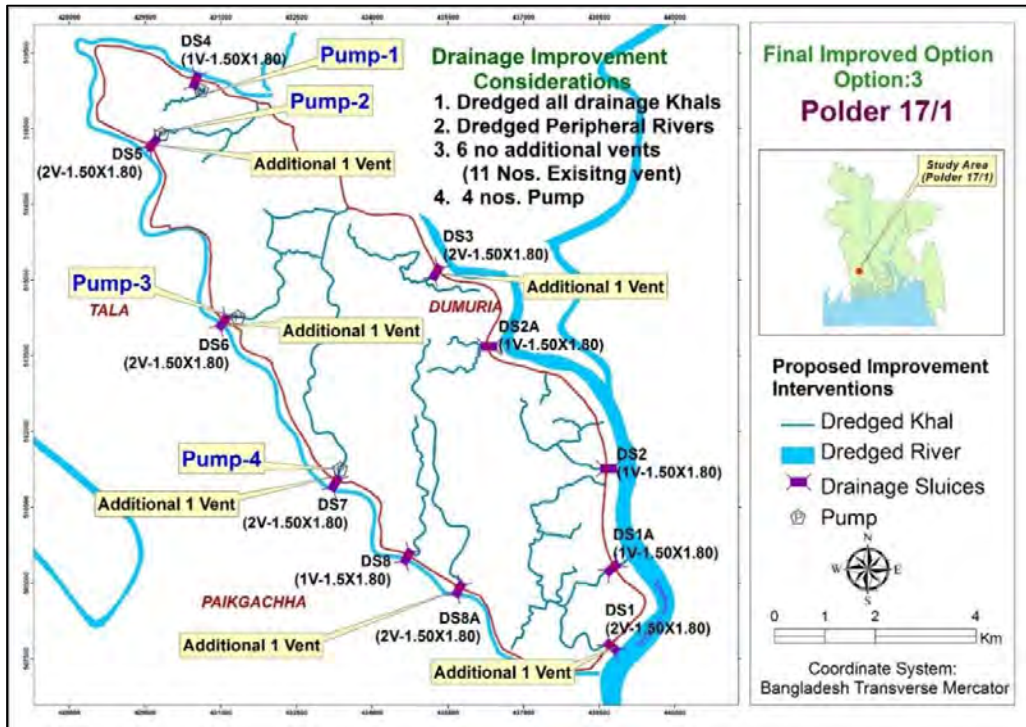 DS4
(1V-1.50X1.80)
Pump-1
Pump-2
DS5
(2V-1.50X1.80)
Additional 1 Vent
Drainage Improvement
Considerations
1. Dredged all drainage Khals
2. Dredged Peripheral Rivers
3. 6 no additional vents
(11 Nos. Exisitng vent)
4. 4 nos. Pump
DS3
(2V-1.50X1.80)
Additional 1 Vent
Pump-3
TALA
DUMURIA
Additional 1 Vent
DS6
(2V-1.50X1.80)
DS2A
(1V-1.50X1.80)
Pump-4
Additional 1 Vent
DS7
(2V-1.50X1.80)
DS2
(1V-1.50X1.80)
DS1A
(1V-1.50X1.80)
DS8
(1V-1.5X1.80)
PAIKGACHHA
DS8A
(2V-1.50X1.80)
Additional 1 Vent
DS1
(2V-1.50X1.80)
Additional 1 Vent
Final Improved Option
Option:3
Polder 17/1
Study Area
(Polder 17/1)
Proposed Improvement
Interventions
Dredged Khal
Dredged River
Drainage Sluices
Pump
N
W E
S
0 1 2 4
Km
Coordinate System:
Bangladesh Transverse Mercator